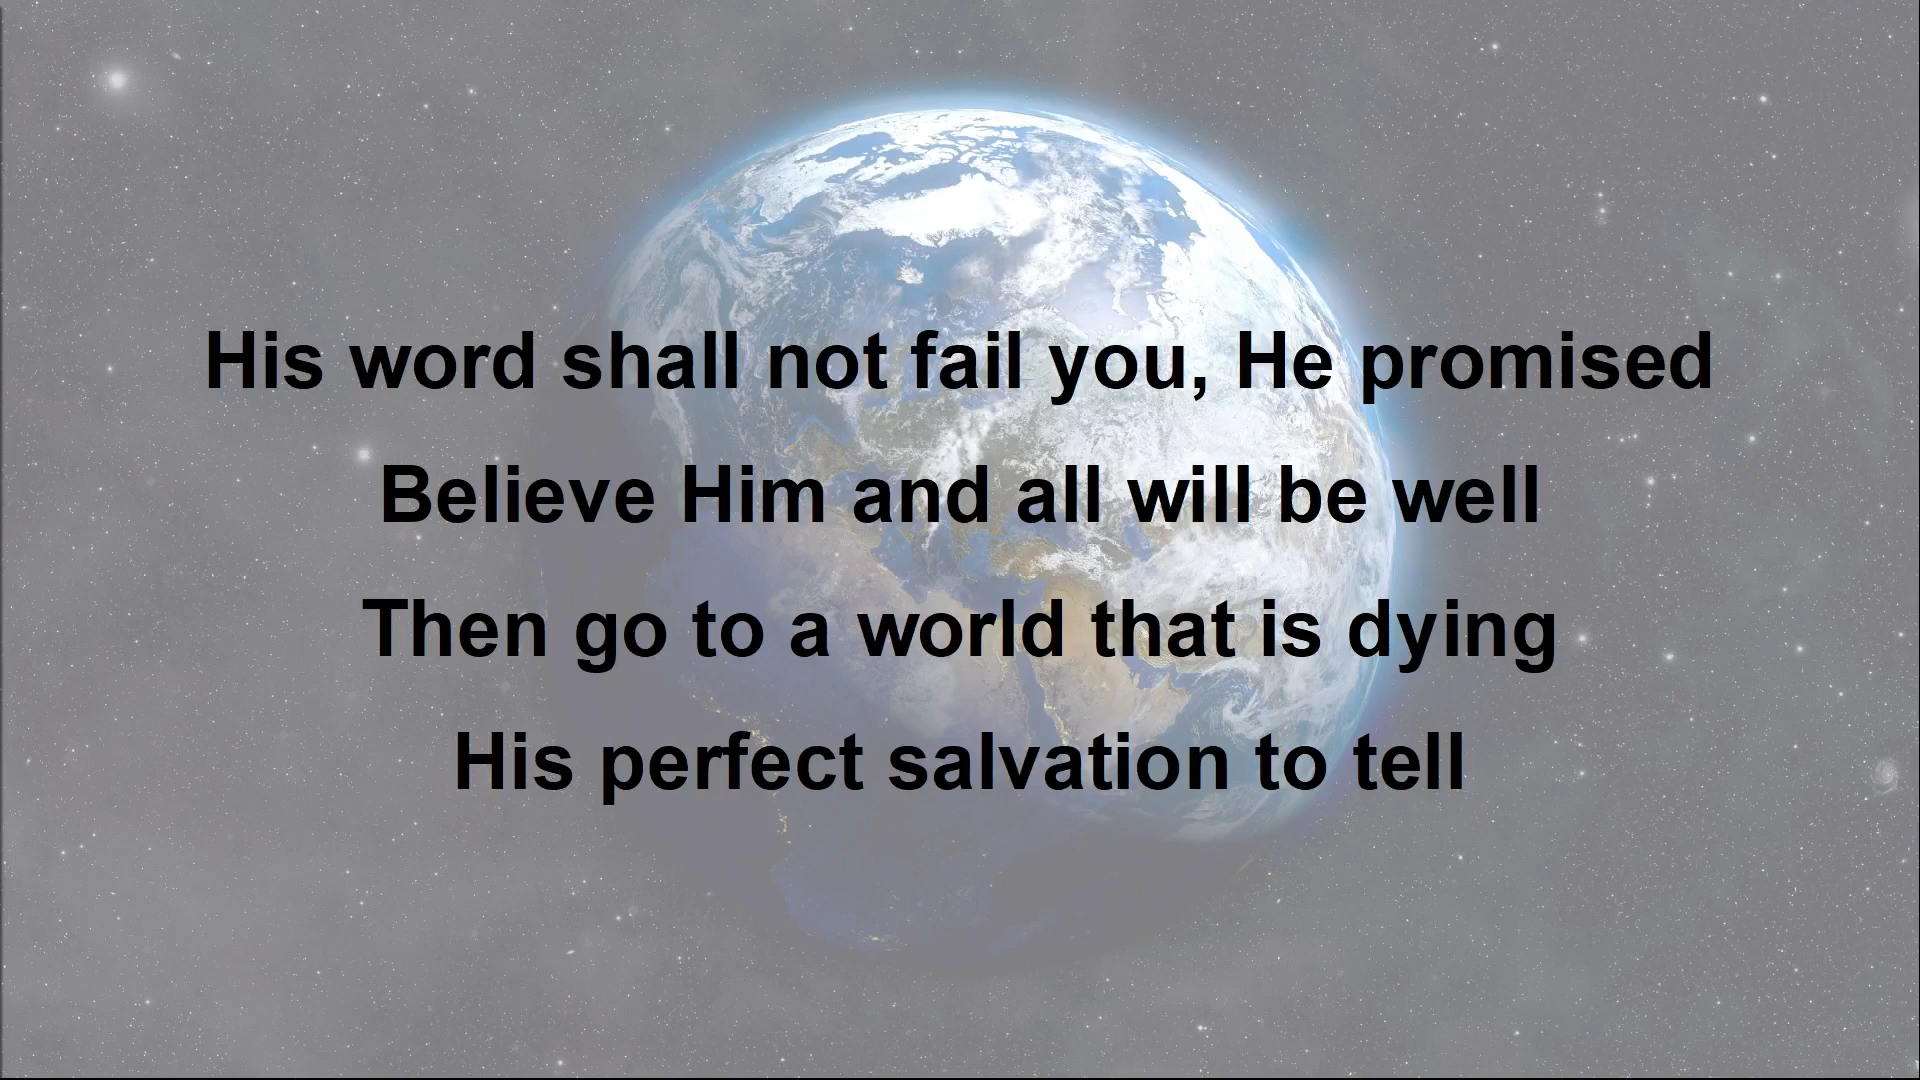 His word shall not fail you, He promised
Believe Him and all will be well
Then go to a world that is dying
His perfect salvation to tell